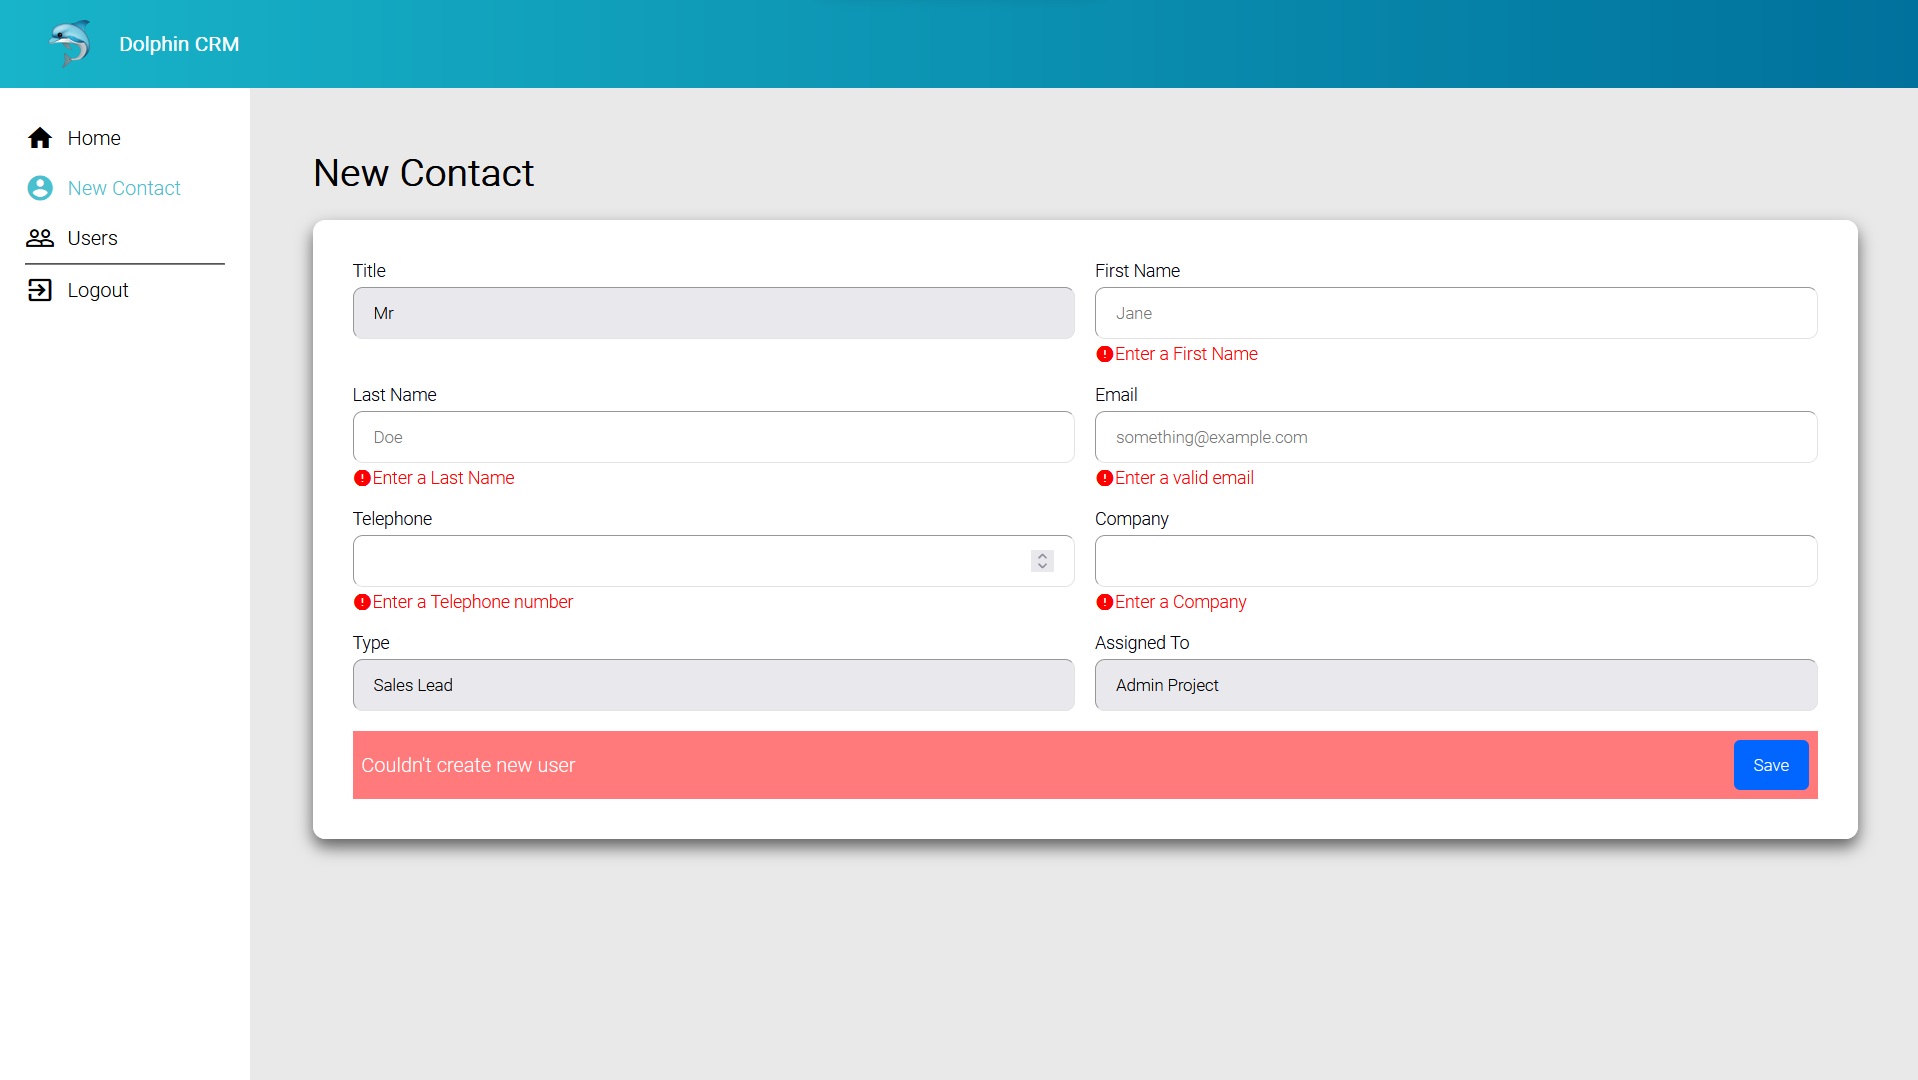 Dolphin CRM
Home
New Contact
Users
Logout
New Contact
Title
First Name
Mr
Jane
Enter a First Name
Last Name
Email
Doe
something@example.com
Enter a Last Name
Enter a valid email
Telephone
Company
Enter a Telephone number
Enter a Company
Type
Assigned To
Sales Lead
Admin Project
Couldn't create new user
Save